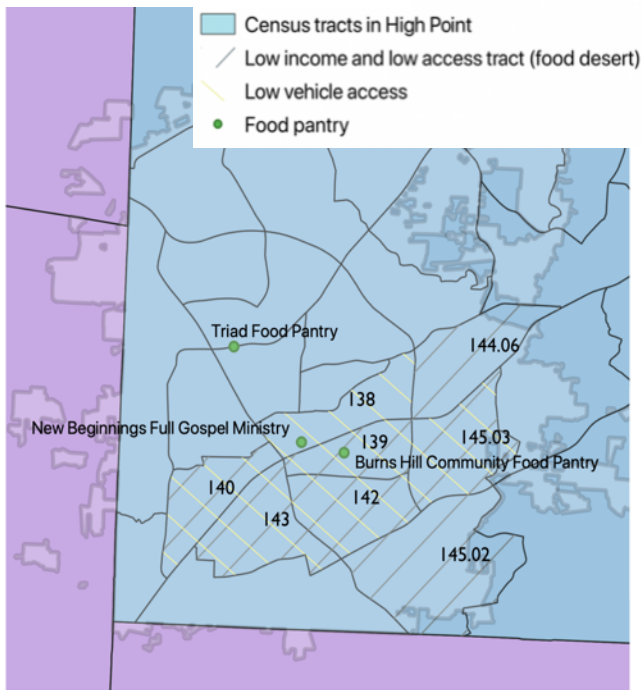 Census tracts in High Point
Low income and low access tract (food desert)
Low vehicle access
Food pantry
Triad Food Pantry
144.06
138
New Beginnings Full Gospel Ministry
139
145.03
Burns Hill Community Food Pantry
140
142
143
145.02